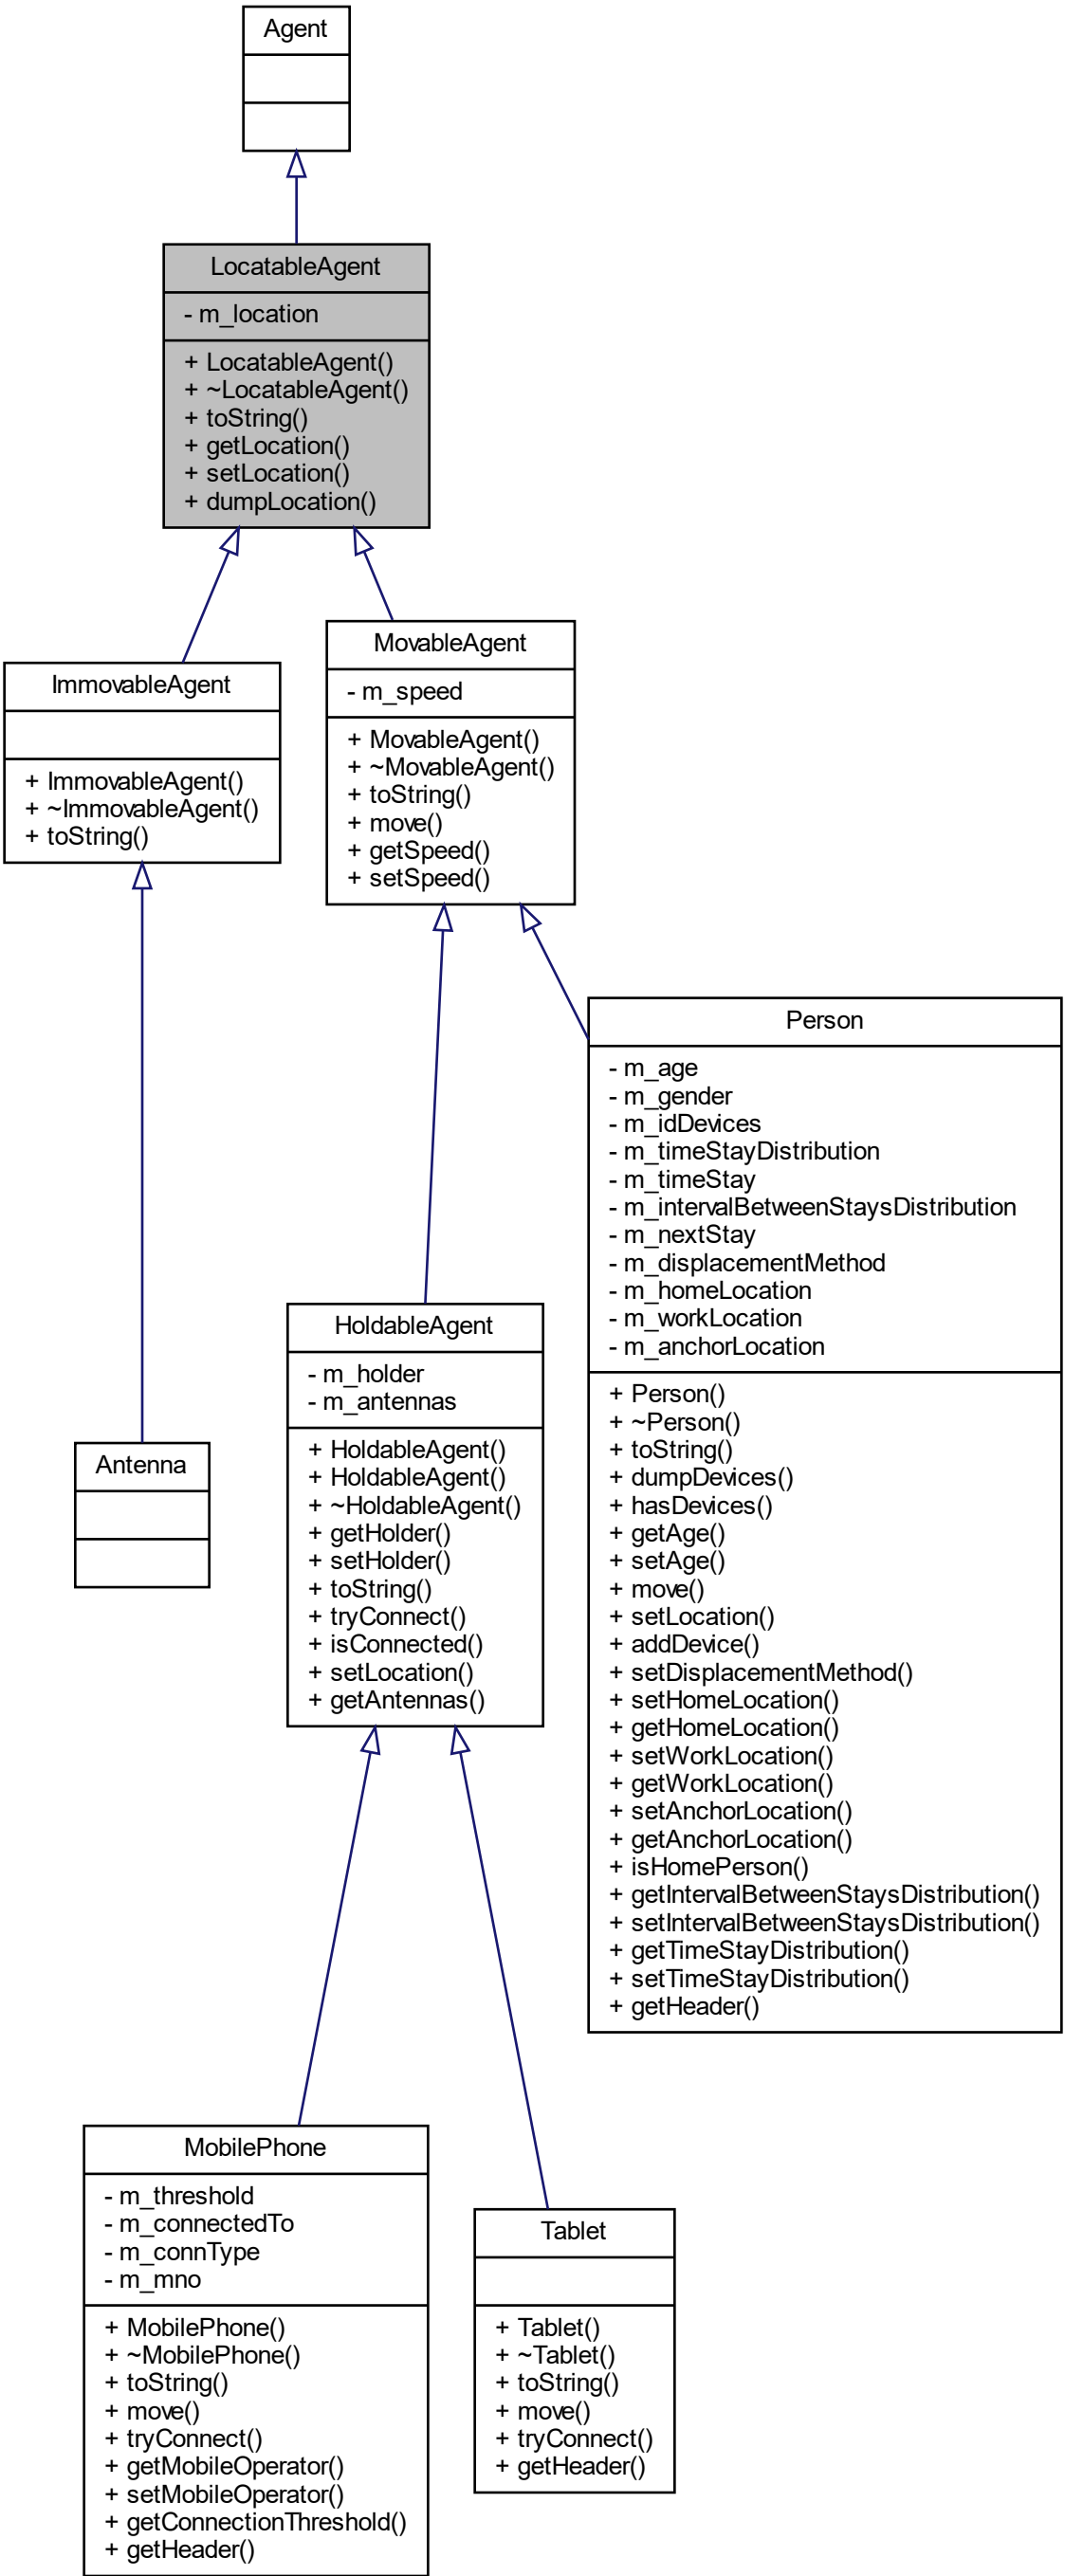 Agent
LocatableAgent
- m_location
+ LocatableAgent()
+ ~LocatableAgent()
+ toString()
+ getLocation()
+ setLocation()
+ dumpLocation()
ImmovableAgent
+ ImmovableAgent()
+ ~ImmovableAgent()
+ toString()
MovableAgent
- m_speed
+ MovableAgent()
+ ~MovableAgent()
+ toString()
+ move()
+ getSpeed()
+ setSpeed()
Person
- m_age
- m_gender
- m_idDevices
- m_timeStayDistribution
- m_timeStay
- m_intervalBetweenStaysDistribution
- m_nextStay
- m_displacementMethod
- m_homeLocation
- m_workLocation
- m_anchorLocation
+ Person()
+ ~Person()
+ toString()
+ dumpDevices()
+ hasDevices()
+ getAge()
+ setAge()
+ move()
+ setLocation()
+ addDevice()
+ setDisplacementMethod()
+ setHomeLocation()
+ getHomeLocation()
+ setWorkLocation()
+ getWorkLocation()
+ setAnchorLocation()
+ getAnchorLocation()
+ isHomePerson()
+ getIntervalBetweenStaysDistribution()
+ setIntervalBetweenStaysDistribution()
+ getTimeStayDistribution()
+ setTimeStayDistribution()
+ getHeader()
HoldableAgent
- m_holder
- m_antennas
+ HoldableAgent()
+ HoldableAgent()
+ ~HoldableAgent()
+ getHolder()
+ setHolder()
+ toString()
+ tryConnect()
+ isConnected()
+ setLocation()
+ getAntennas()
Antenna
MobilePhone
- m_threshold
- m_connectedTo
- m_connType
- m_mno
+ MobilePhone()
+ ~MobilePhone()
+ toString()
+ move()
+ tryConnect()
+ getMobileOperator()
+ setMobileOperator()
+ getConnectionThreshold()
+ getHeader()
Tablet
+ Tablet()
+ ~Tablet()
+ toString()
+ move()
+ tryConnect()
+ getHeader()